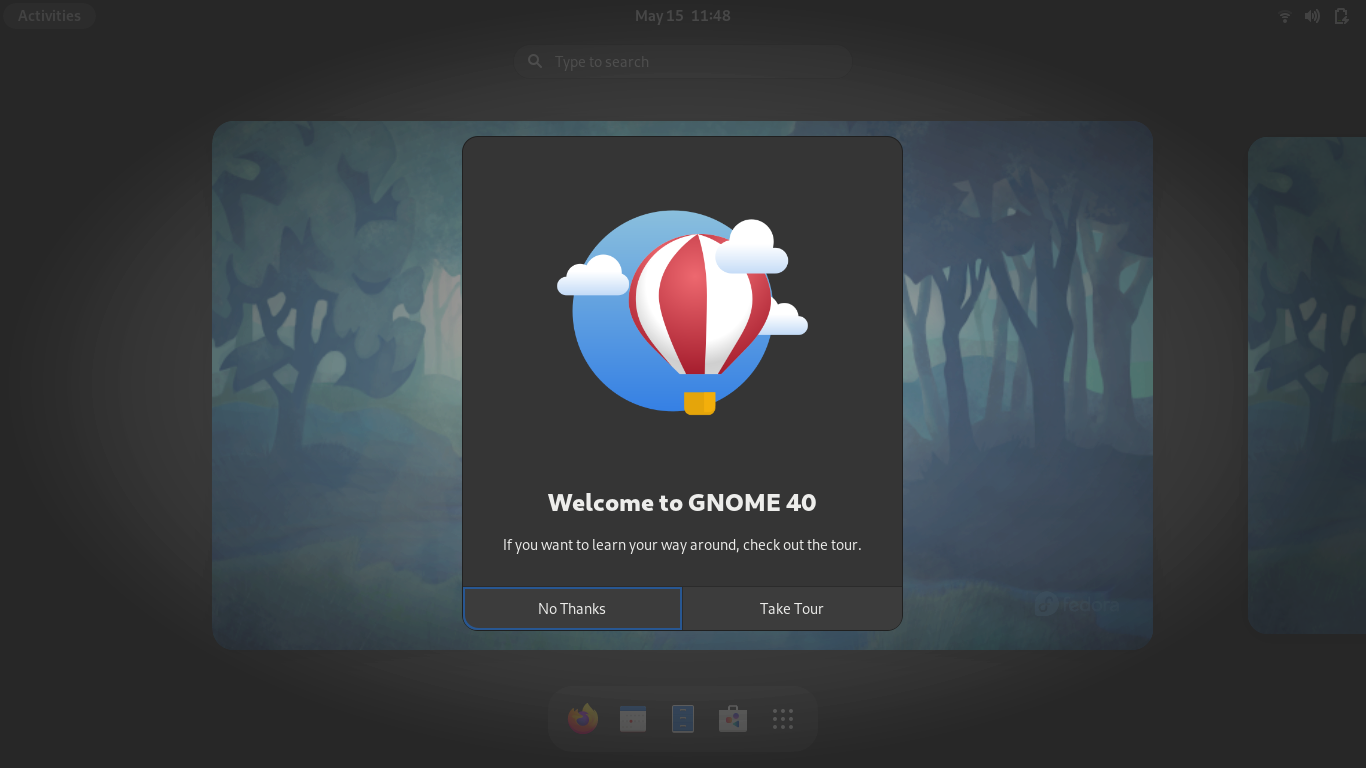 Activities
May 15 11:48
Type to search
Welcome to GNOME 40
If you want to learn your way around, check out the tour.
No Thanks
Take Tour
fedora